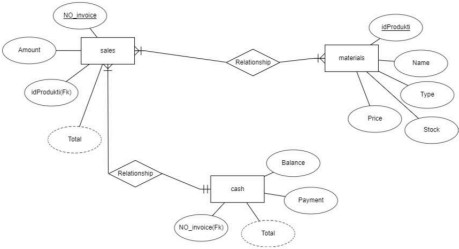 NO_invoice
idProdukti
Amount
sales
materials
Name
Relationship
idProdukti(Fk)
Type
Price
Stock
Total
Balance
Relationship
cash
Payment
NO_invoice(Fk)
Total